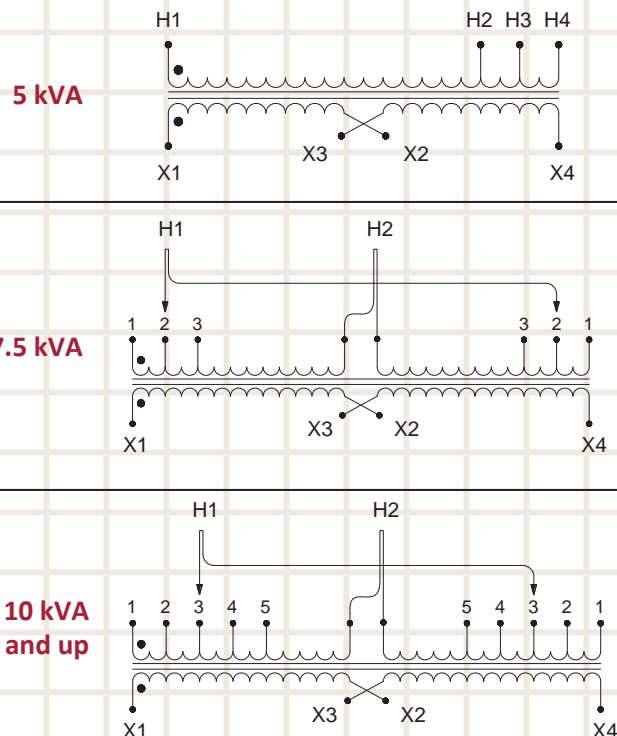 H1 H2 H3 H4
5 kVA
X3 X2
X1 X4
H1 H2
1 2 3 3 2 1
7.5 kVA
X3 X2
X1 X4
H1 H2
1 2 3 4 5 5 4 3 2 1
10 kVA
and up
X3 X2
X1 X4